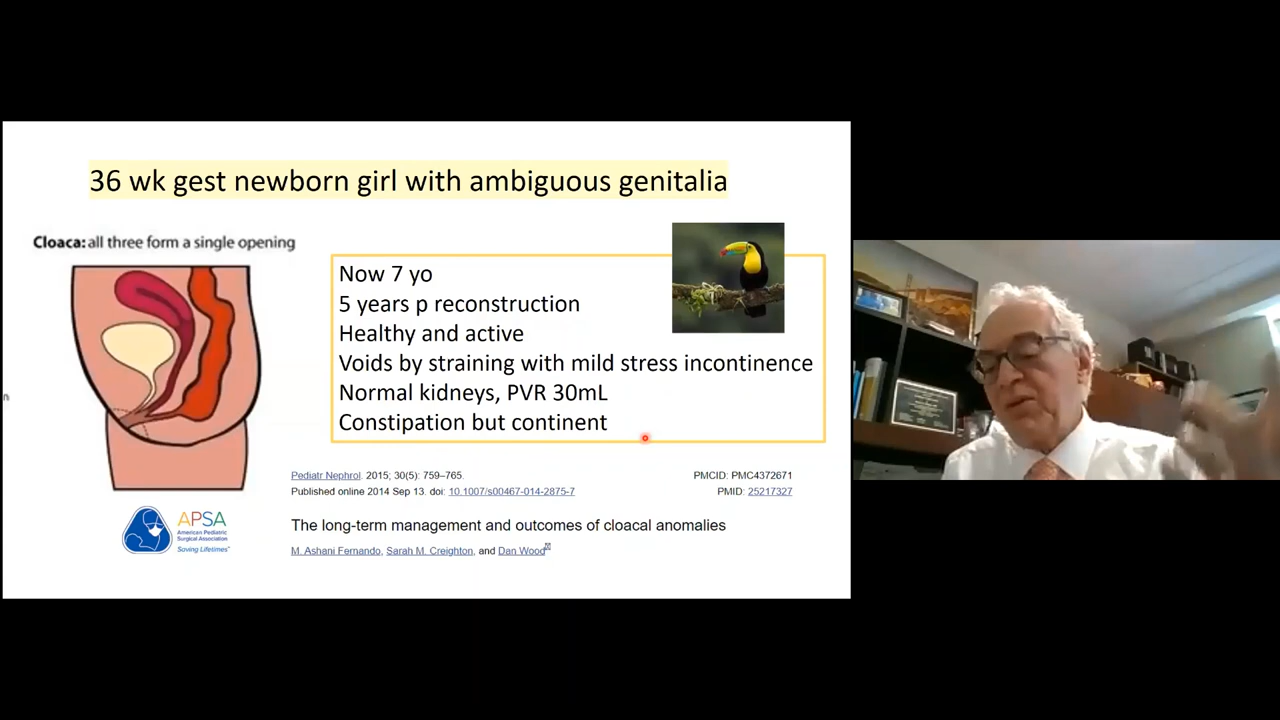 36 wk gest newborn girl with ambiguous genitalia
Cloaca: all three form a single opening
Now 7 yo
5 years p reconstruction
Healthy and active
Voids by straining with mild stress incontinence
Normal kidneys, PVR 30mL
Constipation but continent
n
Pediatr Nephrol. 2015; 30(5): 759–765.
PMCID: PMC4372671
Published online 2014 Sep 13. doi: 10.1007/s00467-014-2875-7
PMID: 25217327
The long-term management and outcomes of cloacal anomalies
M. Ashani Fernando, Sarah M. Creighton, and Dan Wood
APSA
American Pediatric
Surgical Association
Saving Lifetimes